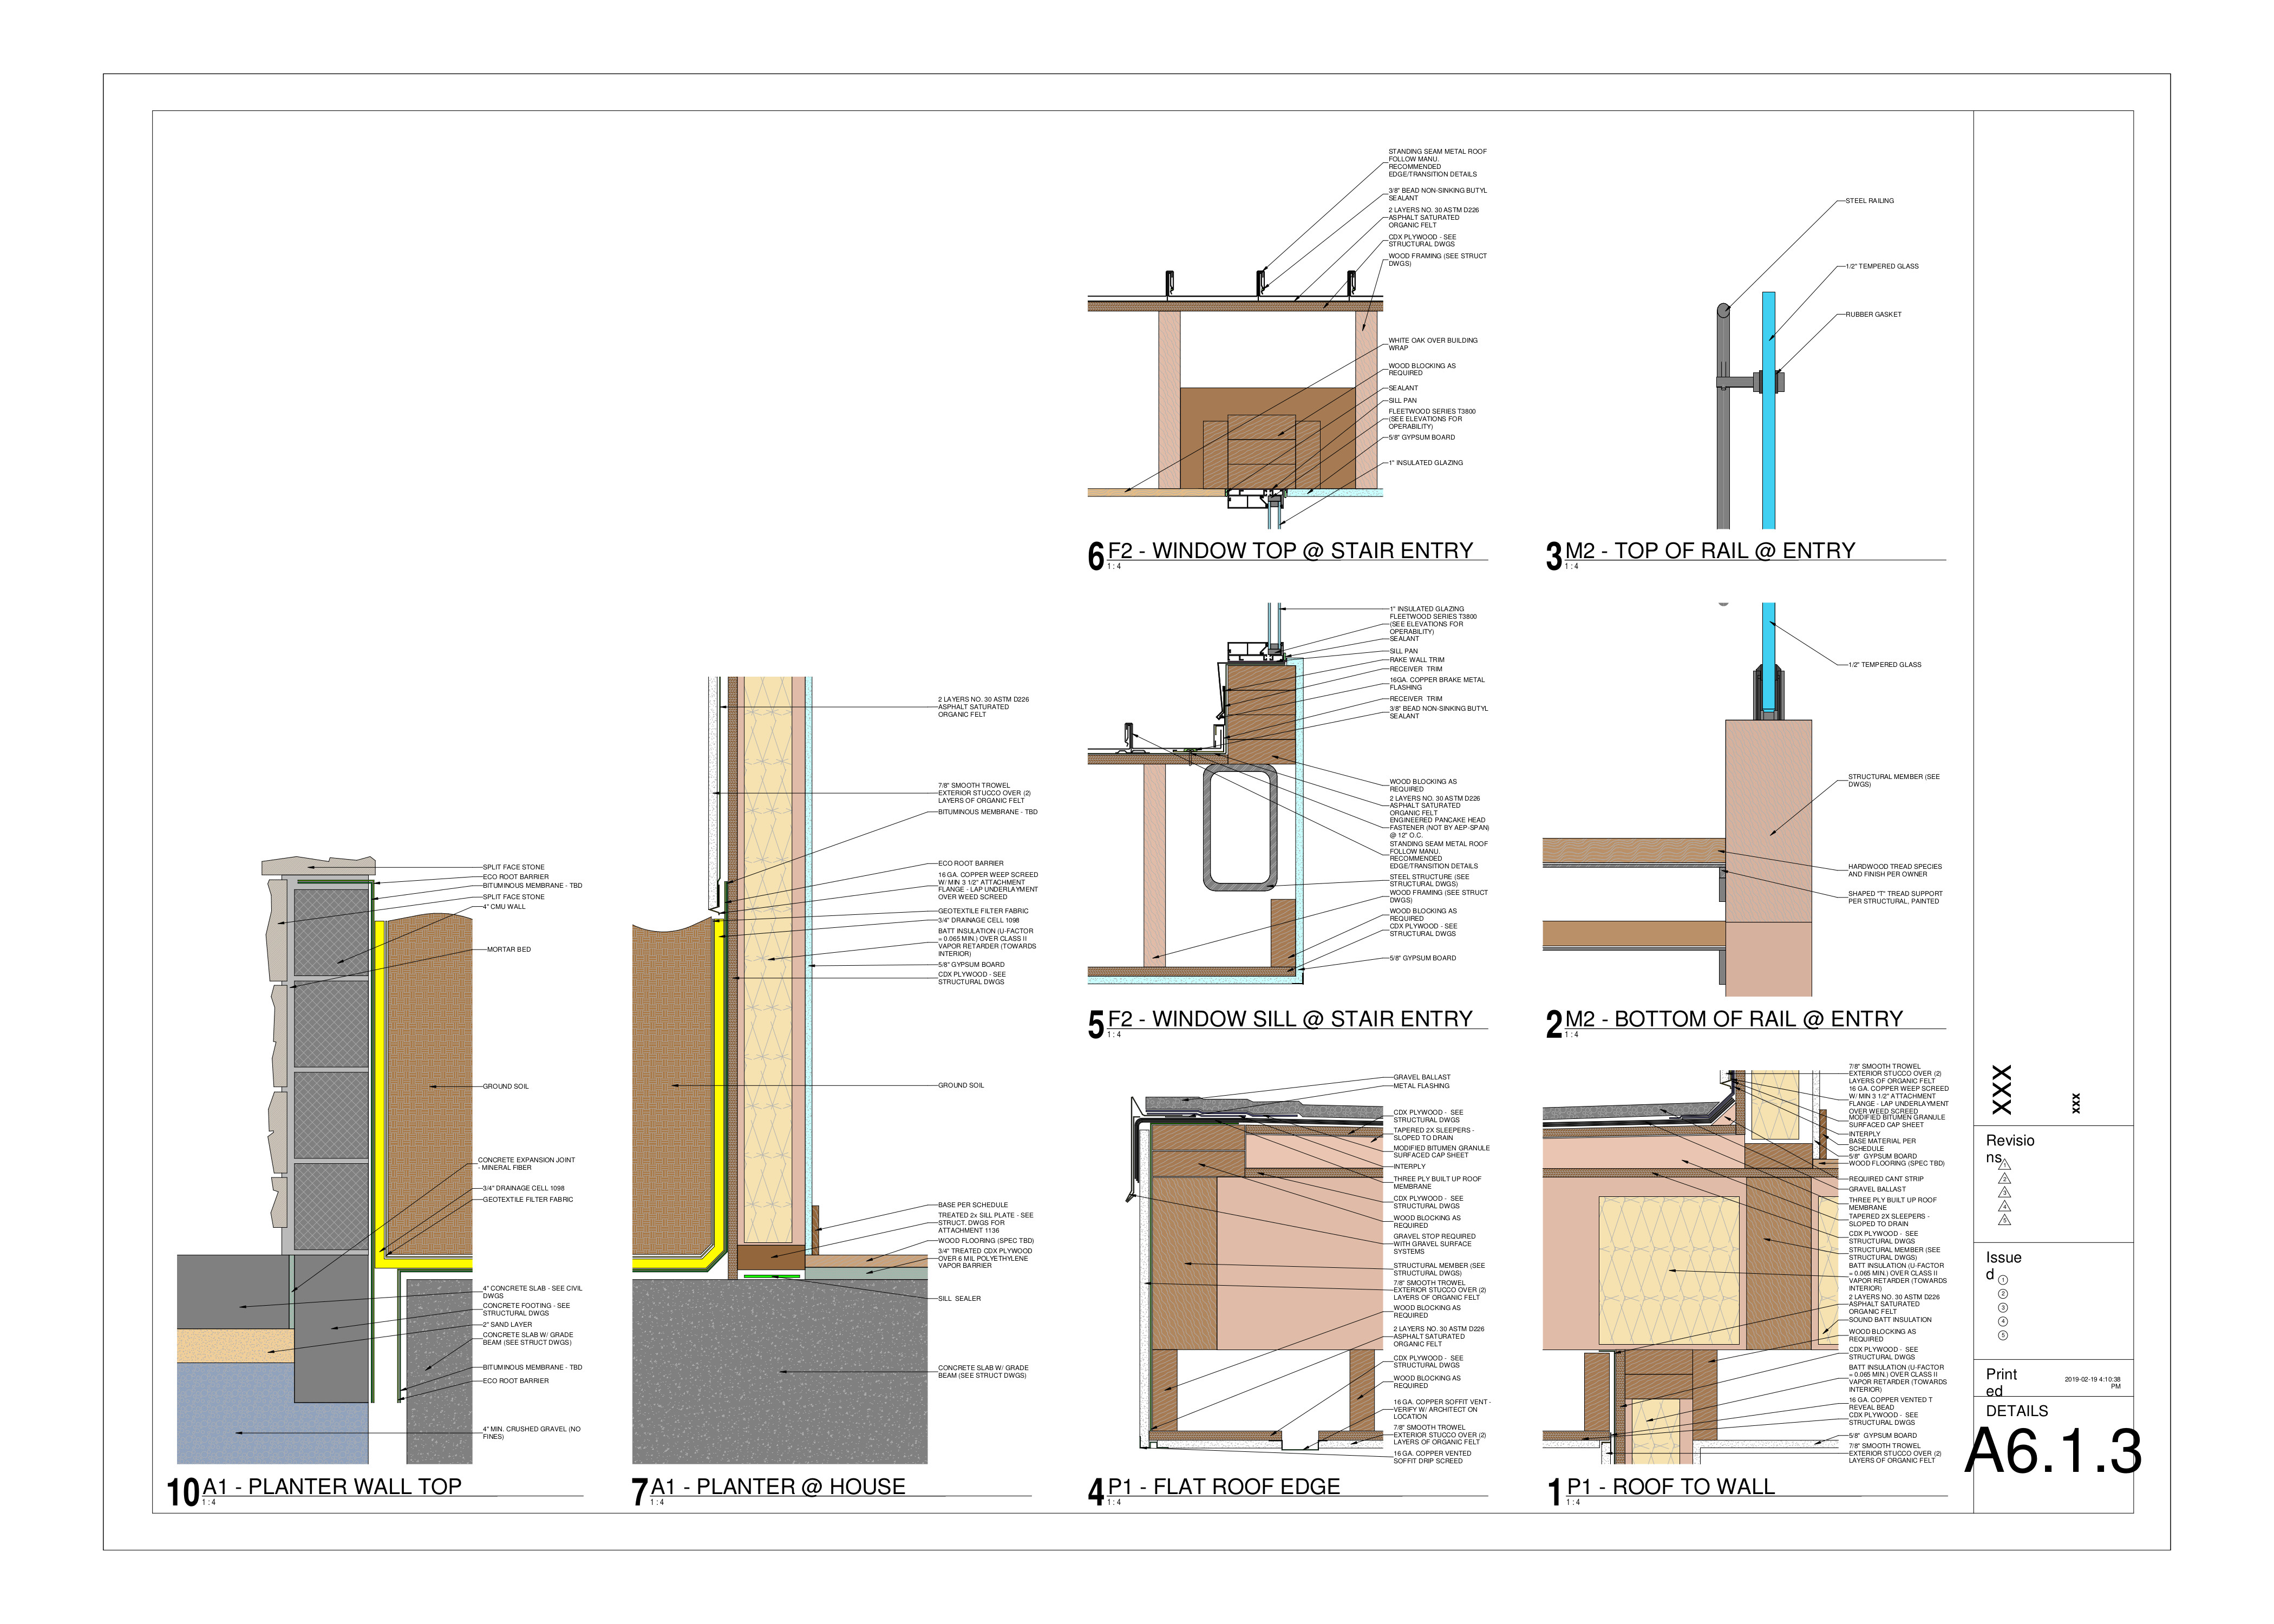 STANDING SEAM METAL ROOF
FOLLOW MANU.
RECOMMENDED
EDGE/TRANSITION DETAILS
3/8" BEAD NON-SINKING BUTYL
SEALANT
2 LAYERS NO. 30 ASTM D226
ASPHALT SATURATED
ORGANIC FELT
CDX PLYWOOD - SEE
STRUCTURAL DWGS
WOOD FRAMING (SEE STRUCT
DWGS)
WHITE OAK OVER BUILDING
WRAP
WOOD BLOCKING AS
REQUIRED
SEALANT
SILL PAN
FLEETWOOD SERIES T3800
(SEE ELEVATIONS FOR
OPERABILITY)
5/8" GYPSUM BOARD
1" INSULATED GLAZING
6 F2 - WINDOW TOP @ STAIR ENTRY
1 : 4
STEEL RAILING
1/2" TEMPERED GLASS
RUBBER GASKET
3 M2 - TOP OF RAIL @ ENTRY
1 : 4
1" INSULATED GLAZING
FLEETWOOD SERIES T3800
(SEE ELEVATIONS FOR
OPERABILITY)
SEALANT
SILL PAN
RAKE WALL TRIM
RECEIVER TRIM
16GA. COPPER BRAKE METAL
FLASHING
RECEIVER TRIM
3/8" BEAD NON-SINKING BUTYL
SEALANT
WOOD BLOCKING AS
REQUIRED
2 LAYERS NO. 30 ASTM D226
ASPHALT SATURATED
ORGANIC FELT
ENGINEERED PANCAKE HEAD
FASTENER (NOT BY AEP-SPAN)
@ 12" O.C.
STANDING SEAM METAL ROOF
FOLLOW MANU.
RECOMMENDED
EDGE/TRANSITION DETAILS
STEEL STRUCTURE (SEE
STRUCTURAL DWGS)
WOOD FRAMING (SEE STRUCT
DWGS)
WOOD BLOCKING AS
REQUIRED
CDX PLYWOOD - SEE
STRUCTURAL DWGS
5/8" GYPSUM BOARD
5 F2 - WINDOW SILL @ STAIR ENTRY
1 : 4
1/2" TEMPERED GLASS
STRUCTURAL MEMBER (SEE
DWGS)
HARDWOOD TREAD SPECIES
AND FINISH PER OWNER
SHAPED "T" TREAD SUPPORT
PER STRUCTURAL, PAINTED
2 M2 - BOTTOM OF RAIL @ ENTRY
1 : 4
SPLIT FACE STONE
ECO ROOT BARRIER
BITUMINOUS MEMBRANE - TBD
SPLIT FACE STONE
4" CMU WALL
MORTAR BED
GROUND SOIL
CONCRETE EXPANSION JOINT
- MINERAL FIBER
3/4" DRAINAGE CELL 1098
GEOTEXTILE FILTER FABRIC
4" CONCRETE SLAB - SEE CIVIL
DWGS
CONCRETE FOOTING - SEE
STRUCTURAL DWGS
2" SAND LAYER
CONCRETE SLAB W/ GRADE
BEAM (SEE STRUCT DWGS)
BITUMINOUS MEMBRANE - TBD
ECO ROOT BARRIER
4" MIN. CRUSHED GRAVEL (NO
FINES)
10 A1 - PLANTER WALL TOP
1 : 4
2 LAYERS NO. 30 ASTM D226
ASPHALT SATURATED
ORGANIC FELT
7/8" SMOOTH TROWEL
EXTERIOR STUCCO OVER (2)
LAYERS OF ORGANIC FELT
BITUMINOUS MEMBRANE - TBD
ECO ROOT BARRIER
16 GA. COPPER WEEP SCREED
W/ MIN 3 1/2" ATTACHMENT
FLANGE - LAP UNDERLAYMENT
OVER WEED SCREED
GEOTEXTILE FILTER FABRIC
3/4" DRAINAGE CELL 1098
BATT INSULATION (U-FACTOR
= 0.065 MIN.) OVER CLASS II
VAPOR RETARDER (TOWARDS
INTERIOR)
5/8" GYPSUM BOARD
CDX PLYWOOD - SEE
STRUCTURAL DWGS
GROUND SOIL
BASE PER SCHEDULE
TREATED 2x SILL PLATE - SEE
STRUCT. DWGS FOR
ATTACHMENT 1136
WOOD FLOORING (SPEC TBD)
3/4" TREATED CDX PLYWOOD
OVER 6 MIL POLYETHYLENE
VAPOR BARRIER
SILL SEALER
CONCRETE SLAB W/ GRADE
BEAM (SEE STRUCT DWGS)
7 A1 - PLANTER @ HOUSE
1 : 4
GRAVEL BALLAST
METAL FLASHING
CDX PLYWOOD - SEE
STRUCTURAL DWGS
TAPERED 2X SLEEPERS -
SLOPED TO DRAIN
MODIFIED BITUMEN GRANULE
SURFACED CAP SHEET
INTERPLY
THREE PLY BUILT UP ROOF
MEMBRANE
CDX PLYWOOD - SEE
STRUCTURAL DWGS
WOOD BLOCKING AS
REQUIRED
GRAVEL STOP REQUIRED
WITH GRAVEL SURFACE
SYSTEMS
STRUCTURAL MEMBER (SEE
STRUCTURAL DWGS)
7/8" SMOOTH TROWEL
EXTERIOR STUCCO OVER (2)
LAYERS OF ORGANIC FELT
WOOD BLOCKING AS
REQUIRED
2 LAYERS NO. 30 ASTM D226
ASPHALT SATURATED
ORGANIC FELT
CDX PLYWOOD - SEE
STRUCTURAL DWGS
WOOD BLOCKING AS
REQUIRED
16 GA. COPPER SOFFIT VENT -
VERIFY W/ ARCHITECT ON
LOCATION
7/8" SMOOTH TROWEL
EXTERIOR STUCCO OVER (2)
LAYERS OF ORGANIC FELT
16 GA. COPPER VENTED
SOFFIT DRIP SCREED
4 P1 - FLAT ROOF EDGE
1 : 4
7/8" SMOOTH TROWEL
EXTERIOR STUCCO OVER (2)
LAYERS OF ORGANIC FELT
16 GA. COPPER WEEP SCREED
W/ MIN 3 1/2" ATTACHMENT
FLANGE - LAP UNDERLAYMENT
OVER WEED SCREED
MODIFIED BITUMEN GRANULE
SURFACED CAP SHEET
INTERPLY
BASE MATERIAL PER
SCHEDULE
5/8" GYPSUM BOARD
WOOD FLOORING (SPEC TBD)
REQUIRED CANT STRIP
GRAVEL BALLAST
THREE PLY BUILT UP ROOF
MEMBRANE
TAPERED 2X SLEEPERS -
SLOPED TO DRAIN
CDX PLYWOOD - SEE
STRUCTURAL DWGS
STRUCTURAL MEMBER (SEE
STRUCTURAL DWGS)
BATT INSULATION (U-FACTOR
= 0.065 MIN.) OVER CLASS II
VAPOR RETARDER (TOWARDS
INTERIOR)
2 LAYERS NO. 30 ASTM D226
ASPHALT SATURATED
ORGANIC FELT
SOUND BATT INSULATION
WOOD BLOCKING AS
REQUIRED
CDX PLYWOOD - SEE
STRUCTURAL DWGS
BATT INSULATION (U-FACTOR
= 0.065 MIN.) OVER CLASS II
VAPOR RETARDER (TOWARDS
INTERIOR)
16 GA. COPPER VENTED T
REVEAL BEAD
CDX PLYWOOD - SEE
STRUCTURAL DWGS
5/8" GYPSUM BOARD
7/8" SMOOTH TROWEL
EXTERIOR STUCCO OVER (2)
LAYERS OF ORGANIC FELT
1 P1 - ROOF TO WALL
1 : 4
XXX
XXX
Revisio
ns
1
2
3
4
5
Issue
d
1
2
3
4
5
Print
ed
2019-02-19 4:10:38
PM
DETAILS
A6.1.3